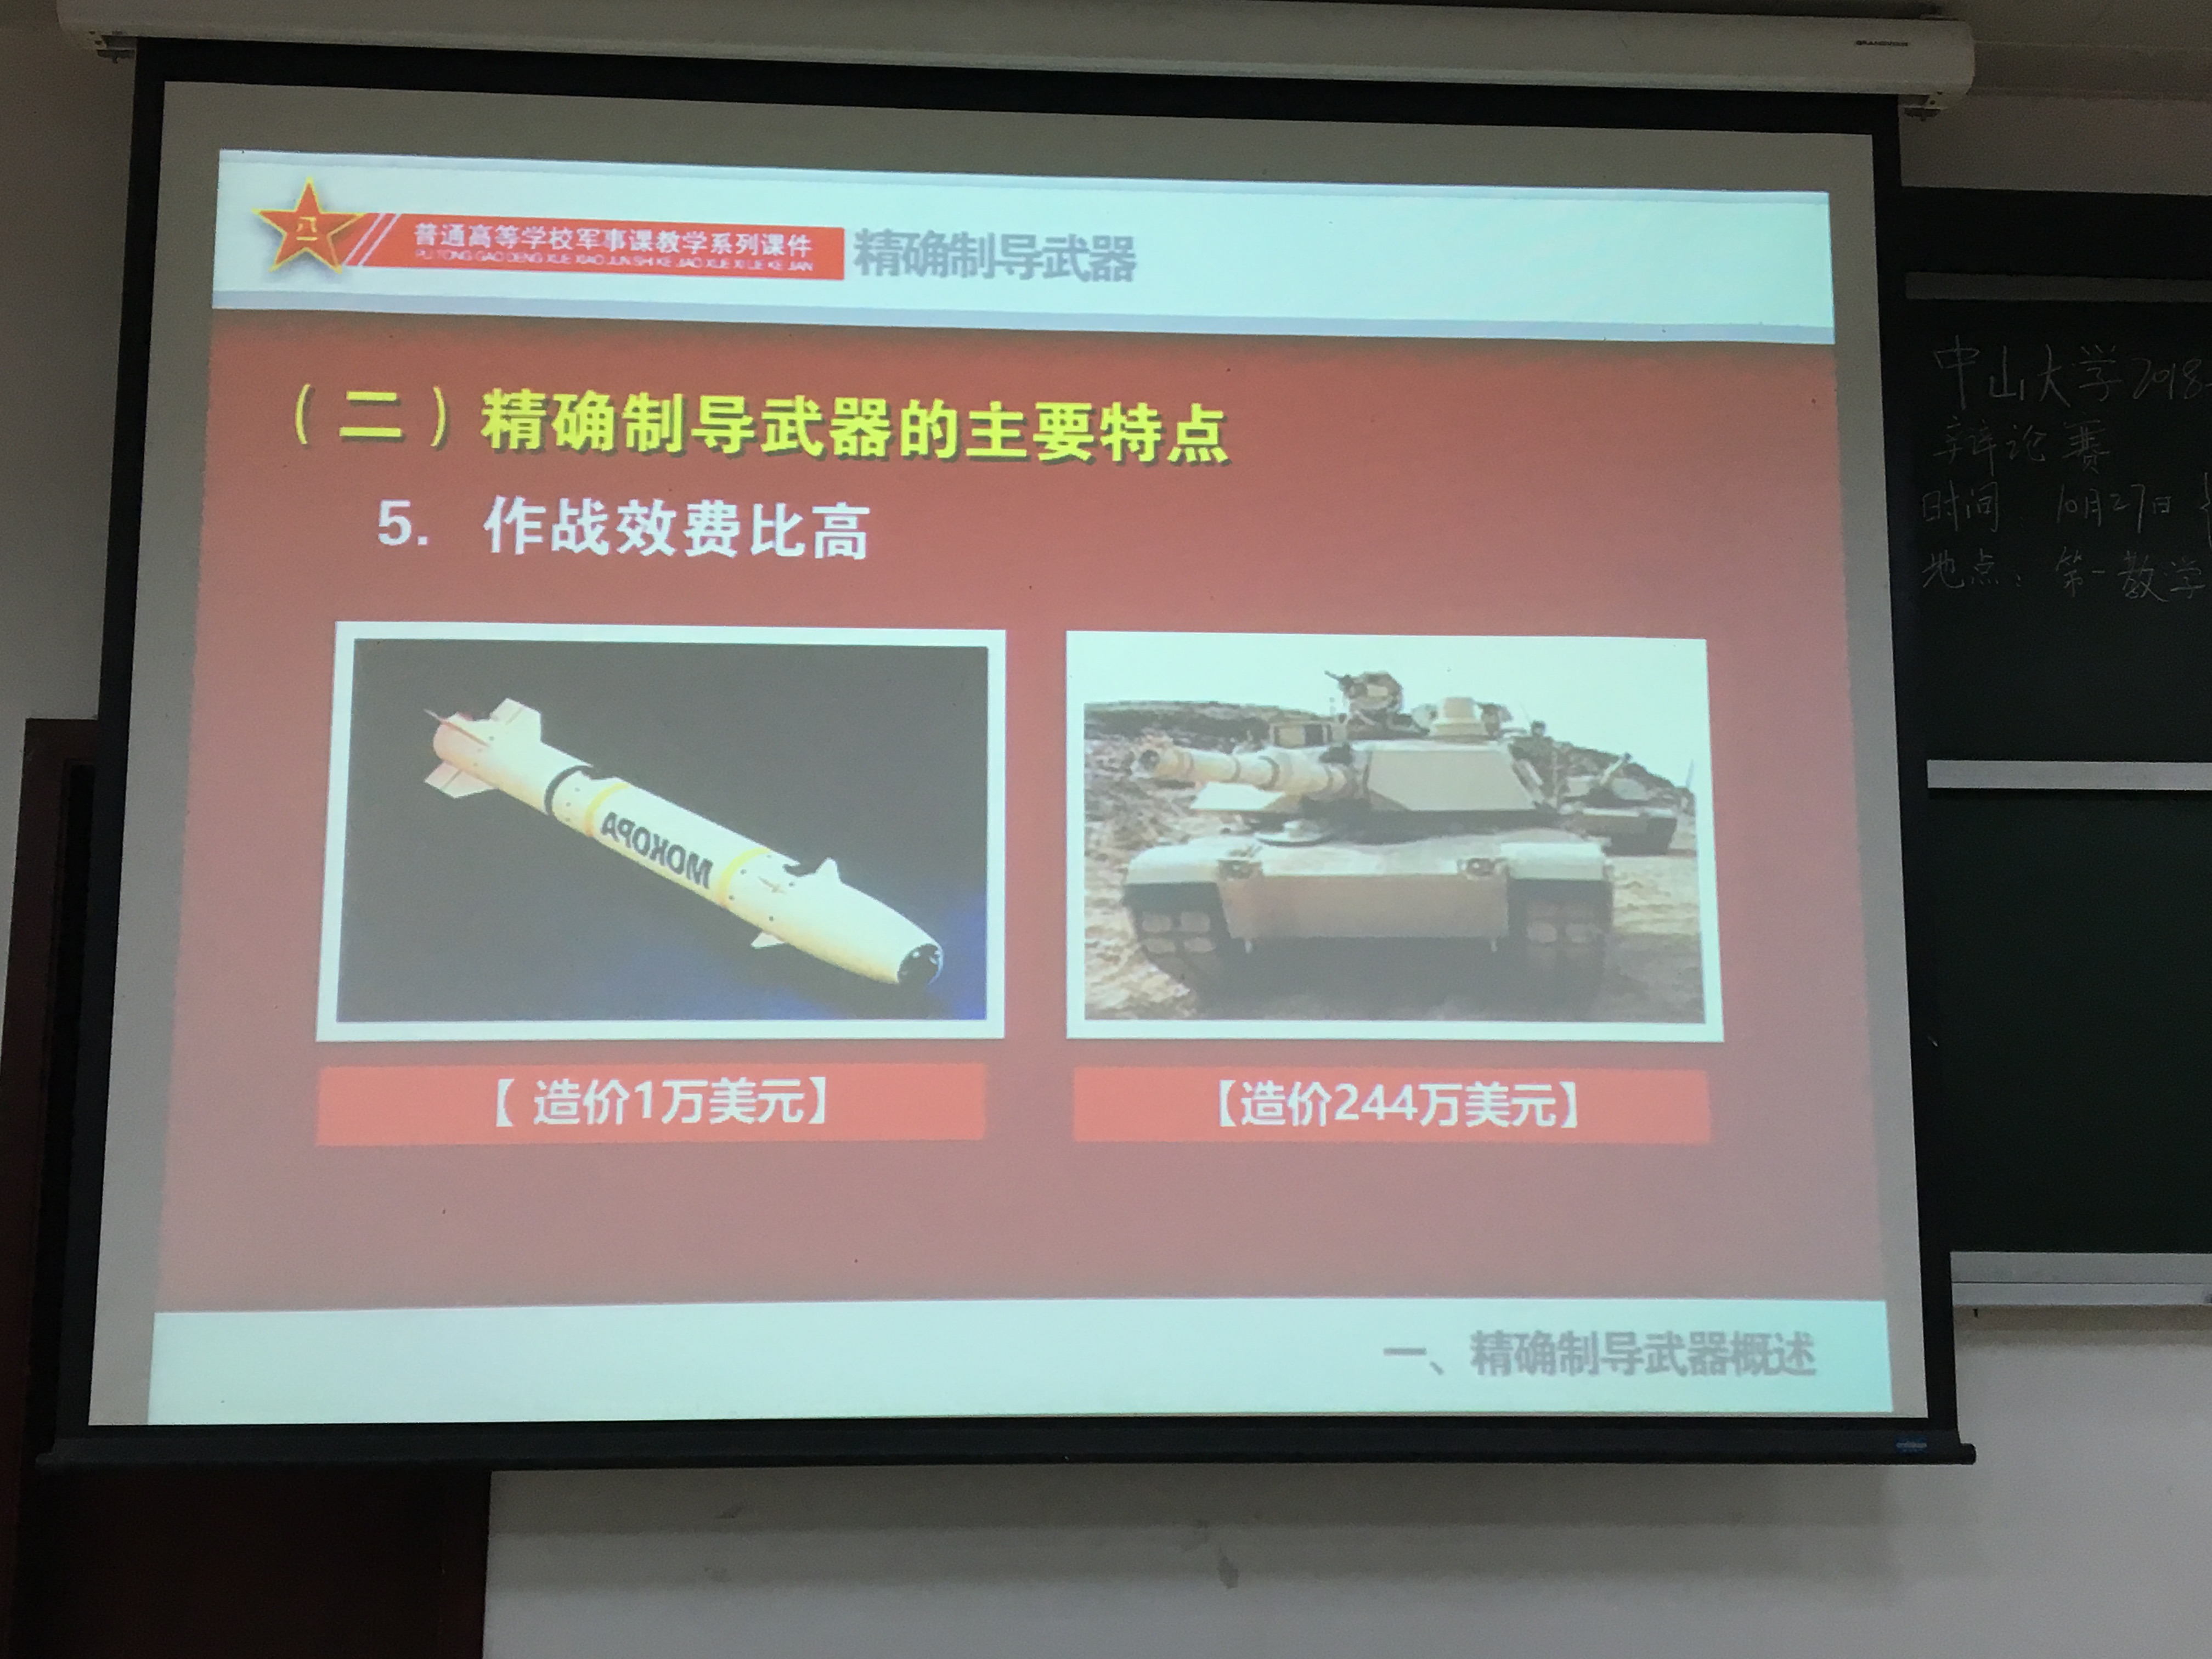 八一
普通高等学校军事课教学系列课件
PU TONG GAO DENG XUE XIAO JUN SHI KE JIAO XUE XI LIE KE JIAN
精确制导武器
（二）精确制导武器的主要特点
5. 作战效费比高
МОКОРА
【 造价1万美元】
【造价244万美元】
一、精确制导武器概述
中山大学2018
辩论赛
时间 10月27日
地点：第一教学